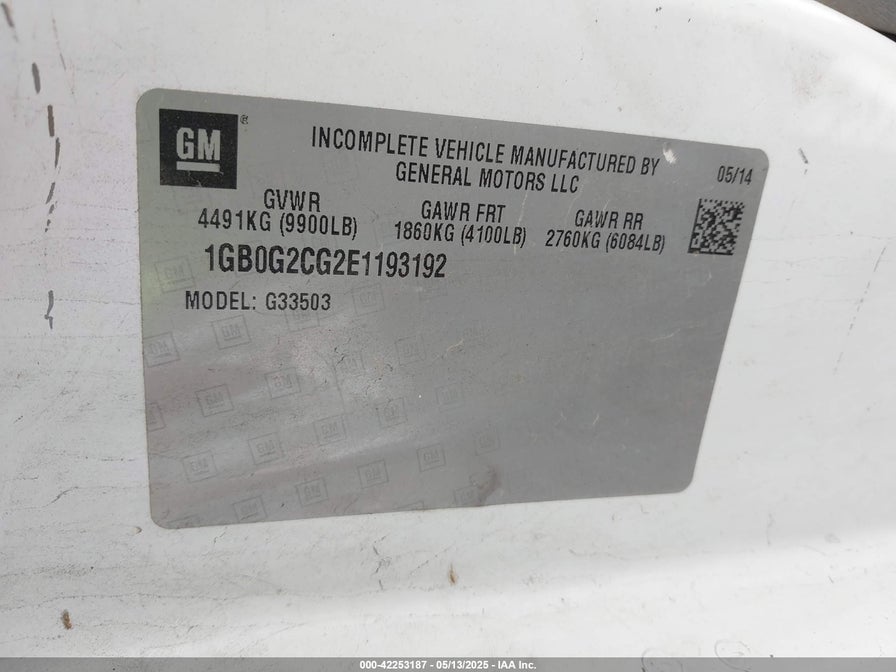 GM ®
INCOMPLETE VEHICLE MANUFACTURED BY
GENERAL MOTORS LLC
05/14
GVWR GAWR FRT GAWR RR
4491KG (9900LB) 1860KG (4100LB) 2760KG (6084LB)
1GB0G2CG2E1193192
MODEL: G33503
000-42253187 - 05/13/2025 - IAA Inc.